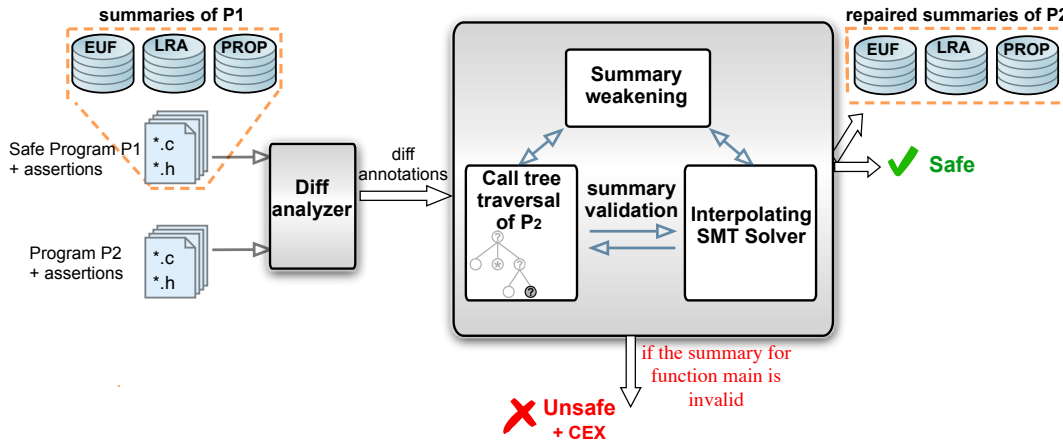 summaries of P1
EUF
LRA
PROP
Safe Program P1
+ assertions
*.c
*.h
Program P2
+ assertions
*.c
*.h
Diff
analyzer
diff
annotations
Summary
weakening
Call tree
traversal
of P2
?
*
?
?
summary
validation
Interpolating
SMT Solver
repaired summaries of P2
EUF
LRA
PROP
Safe
if the summary for
function main is
invalid
Unsafe
+ CEX